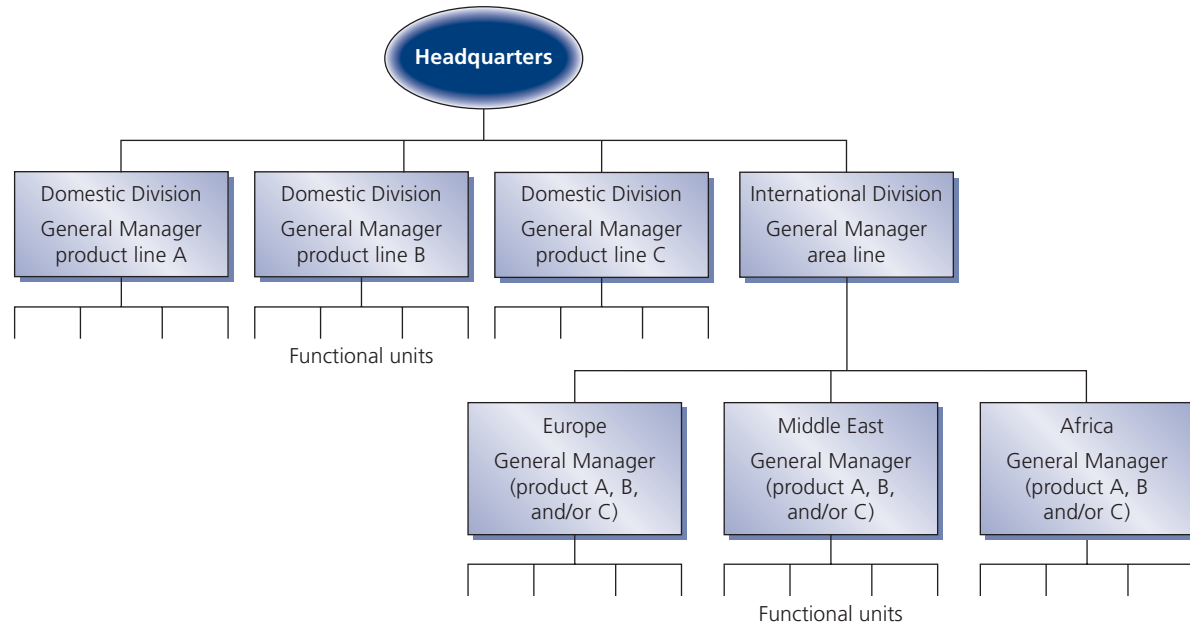 Headquarters
Domestic Division
General Manager
product line A
Domestic Division
General Manager
product line B
Domestic Division
General Manager
product line C
International Division
General Manager
area line
Functional units
Europe
General Manager
(product A, B,
and/or C)
Middle East
General Manager
(product A, B,
and/or C)
Africa
General Manager
(product A, B
and/or C)
Functional units